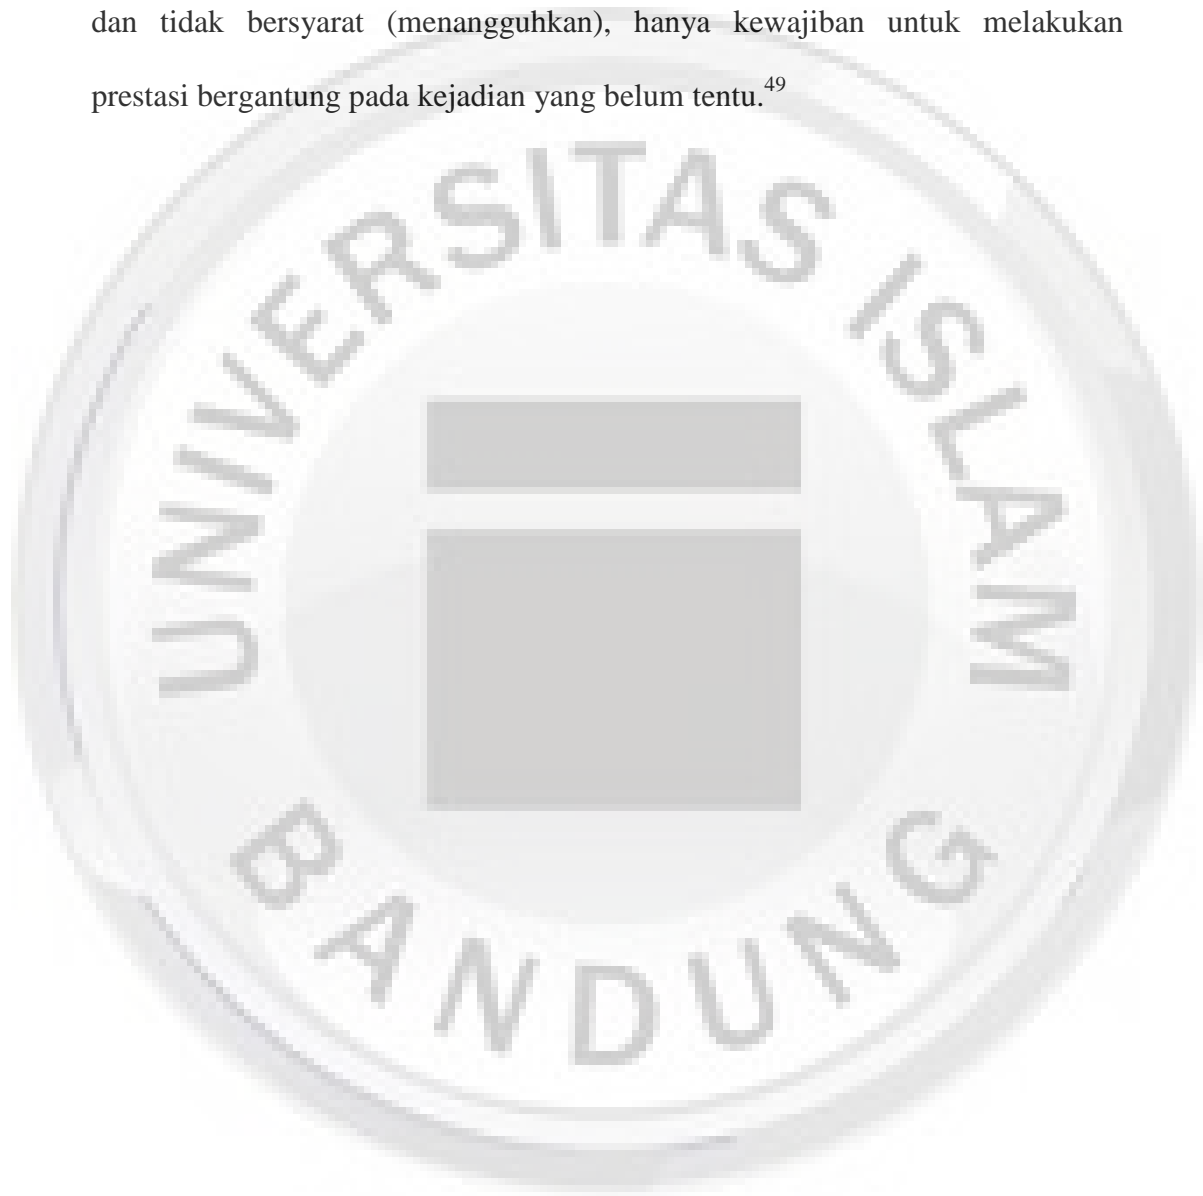 dan tidak bersyarat (menangguhkan), hanya kewajiban untuk melakukan
prestasi bergantung pada kejadian yang belum tentu.49
UNIVERSITAS ISLAM
BANDUNG